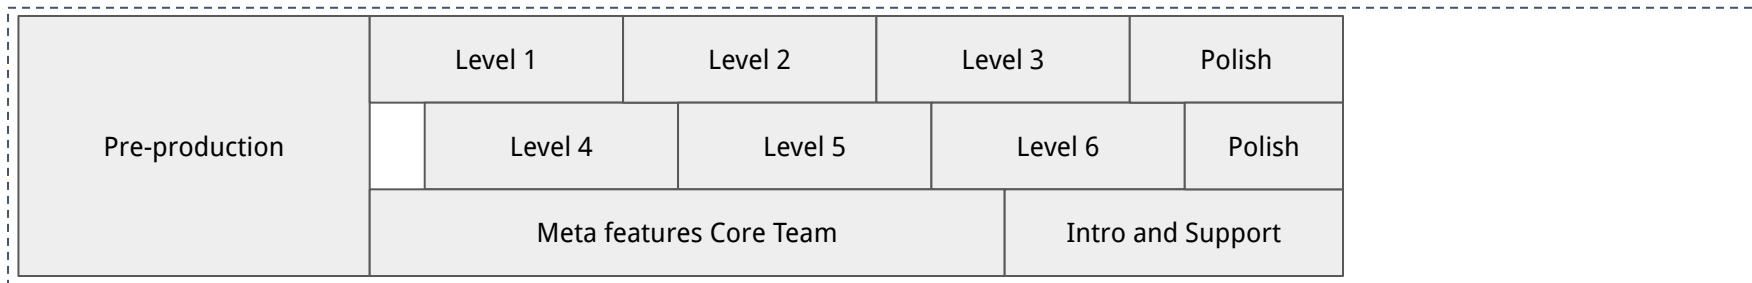 Level 1
Level 2
Level 3
Polish
Pre-production
Level 4
Level 5
Level 6
Polish
Meta features Core Team
Intro and Support